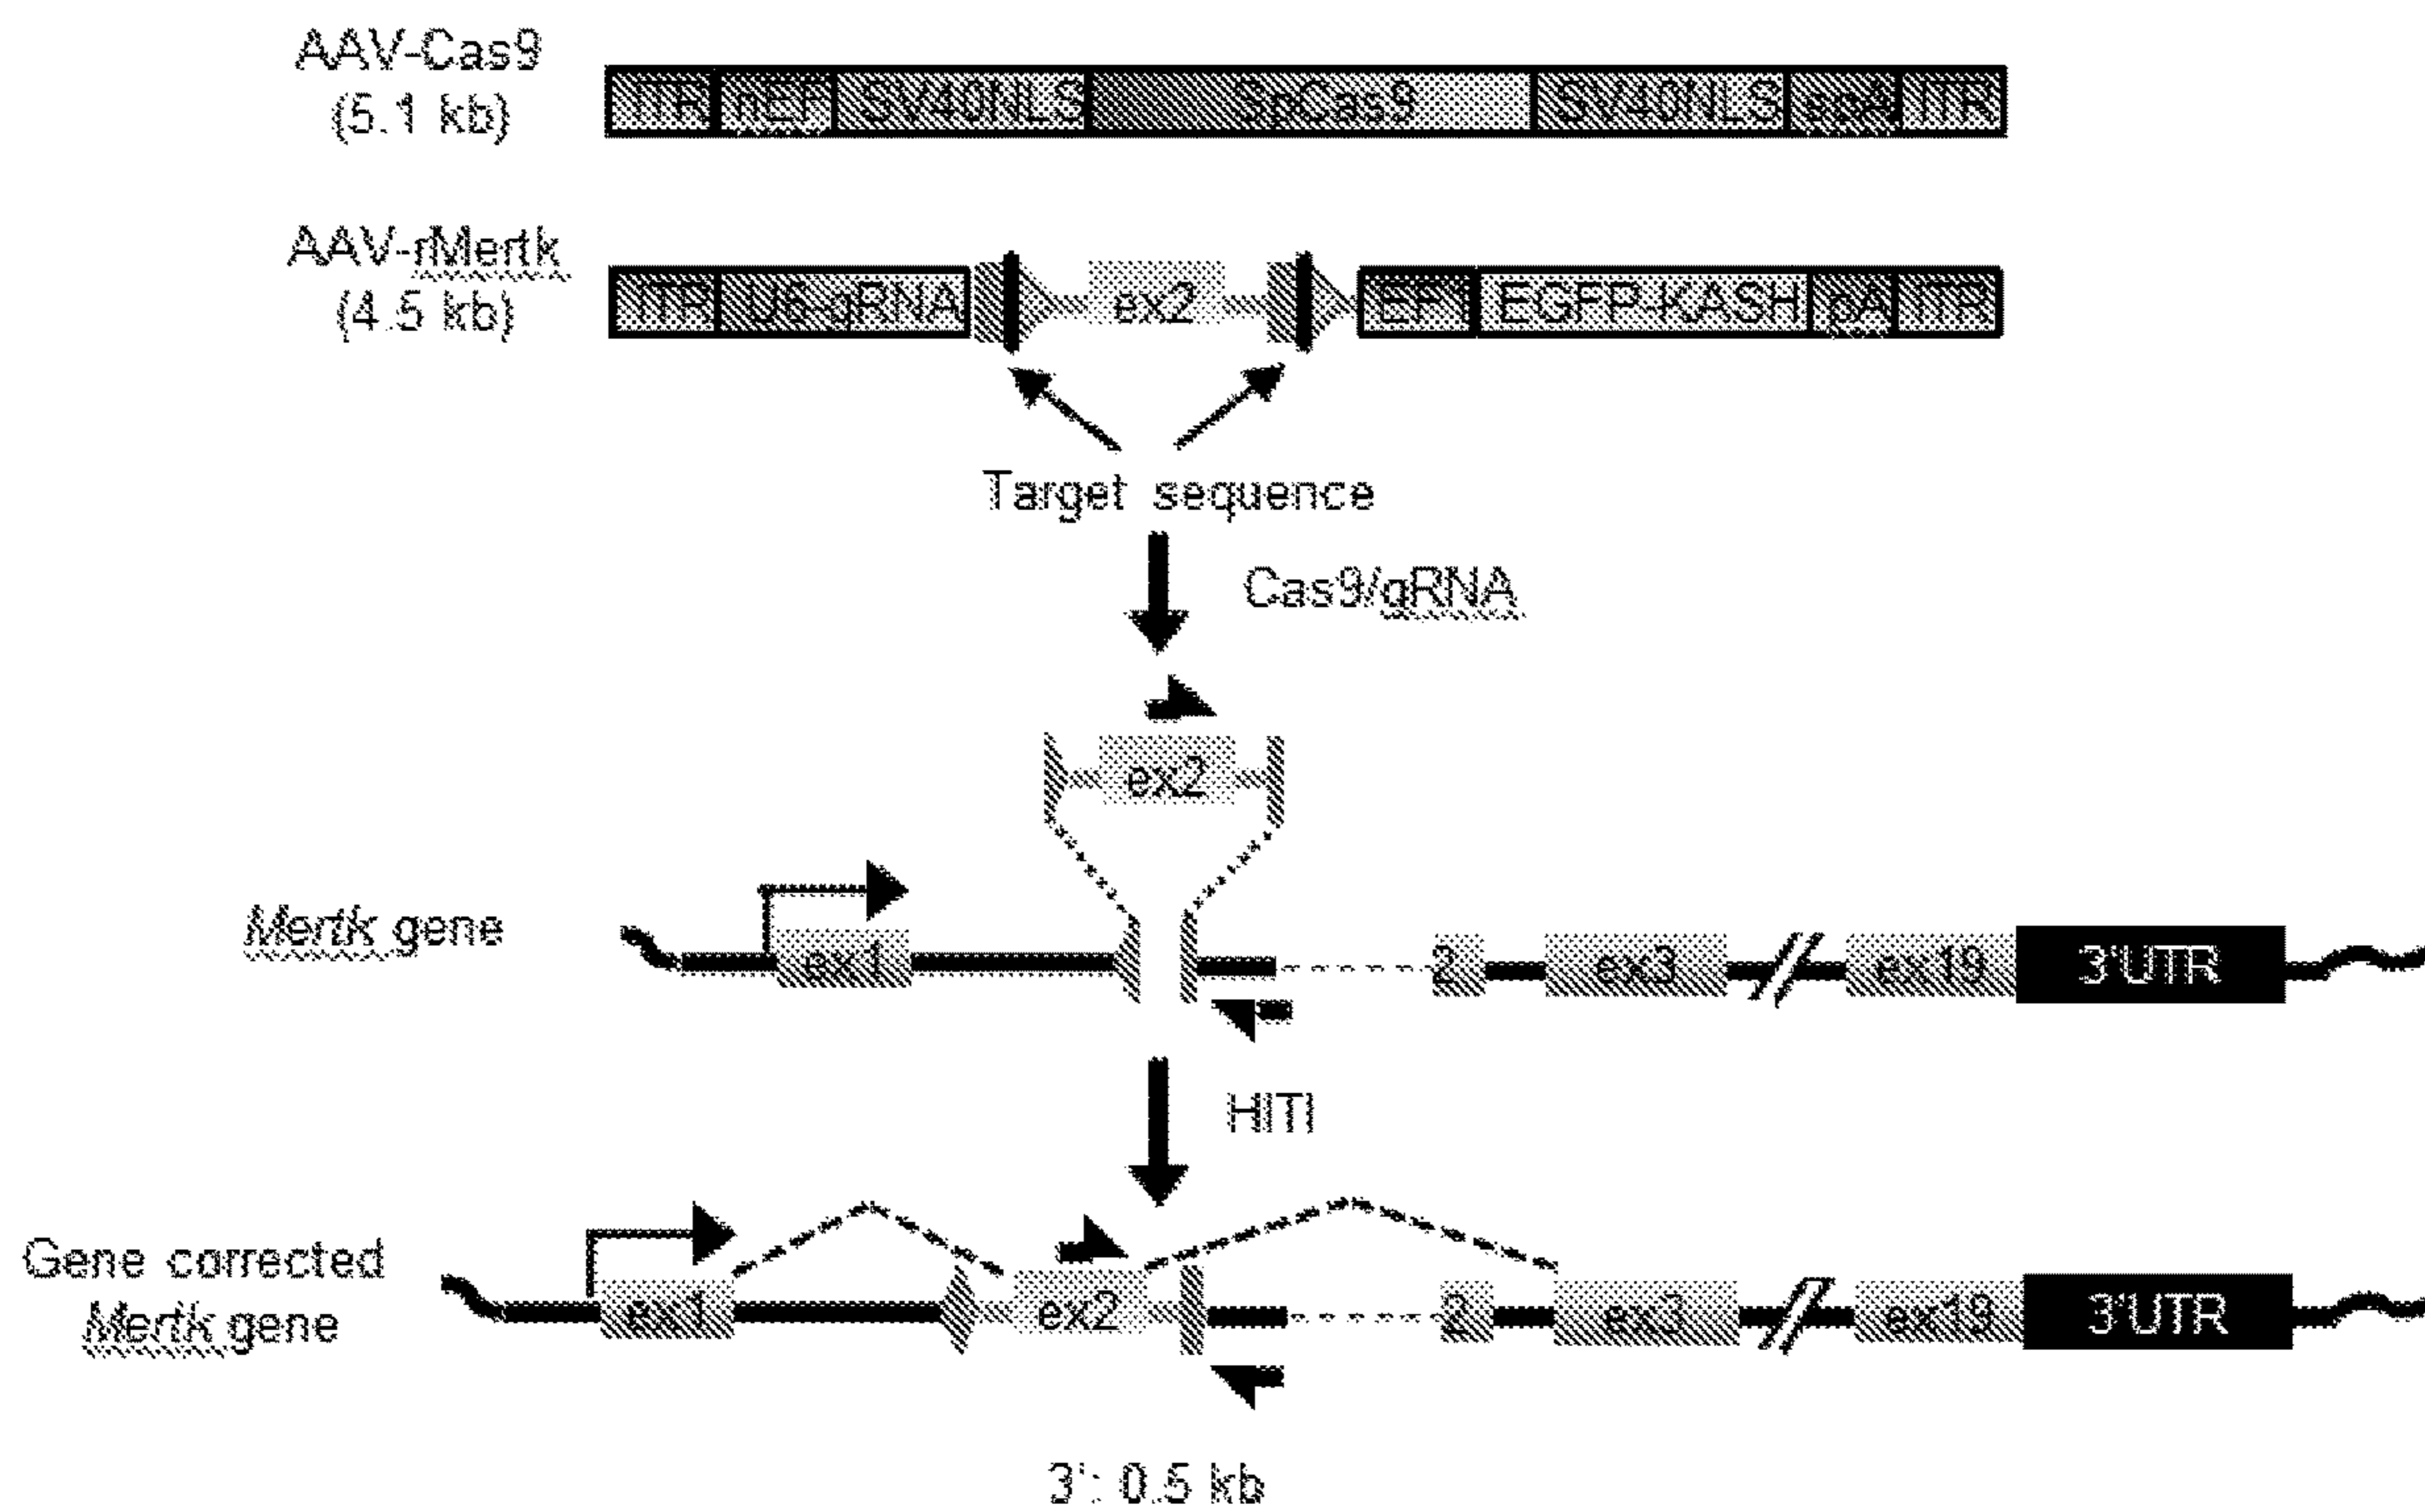 AAV-Cas9
(5.1 kb)
ITR nEF SV40NLS SpCas9 SV40NLS spA ITR
AAV-rMertk
(4.5 kb)
ITR U6-gRNA ex2 EF1 EGFP-KASH pA ITR
Target sequence
Cas9/gRNA
ex2
Mertk gene
ex1 2 ex3 ex19 3'UTR
HITI
Gene corrected
Mertk gene
ex1 ex2 2 ex3 ex19 3'UTR
3': 0.5 kb